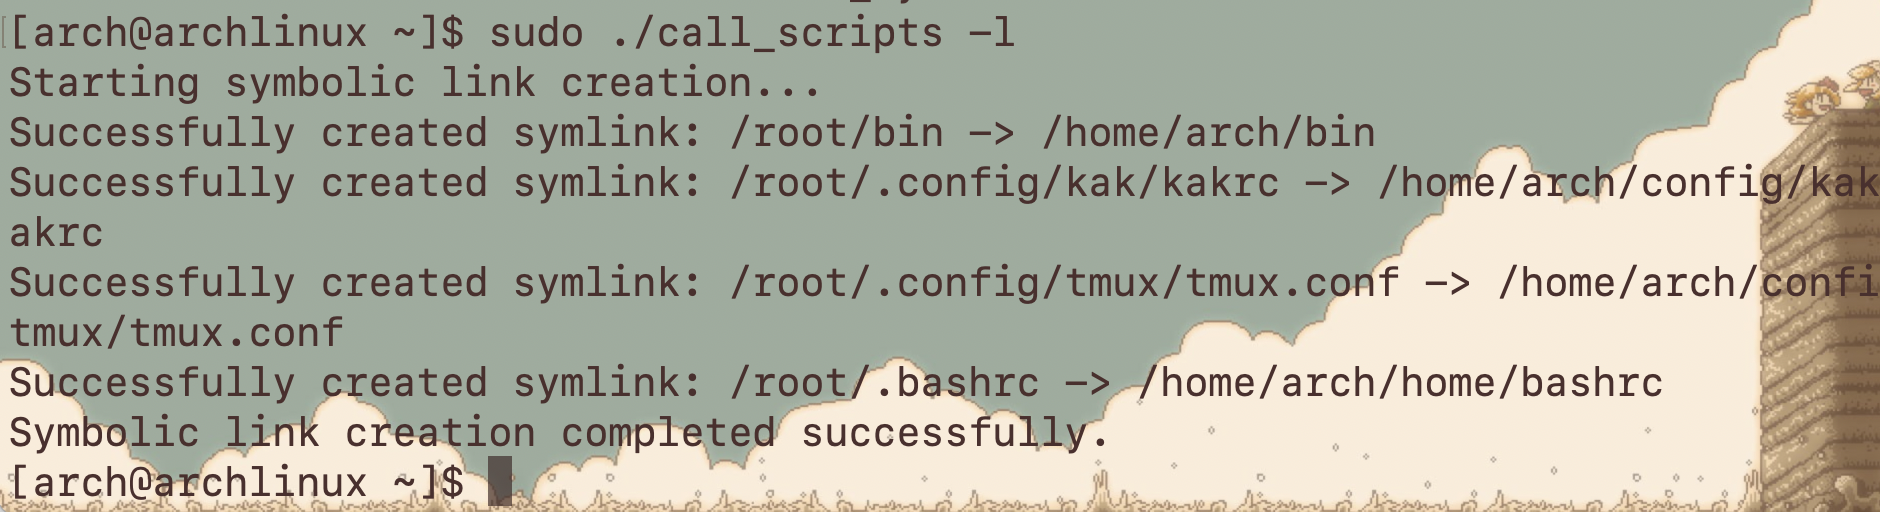 [arch@archlinux ~]$ sudo ./call_scripts -l
Starting symbolic link creation...
Successfully created symlink: /root/bin -> /home/arch/bin
Successfully created symlink: /root/.config/kak/kakrc -> /home/arch/config/kak
akrc
Successfully created symlink: /root/.config/tmux/tmux.conf -> /home/arch/confi
tmux/tmux.conf
Successfully created symlink: /root/.bashrc -> /home/arch/home/bashrc
Symbolic link creation completed successfully.
[arch@archlinux ~]$